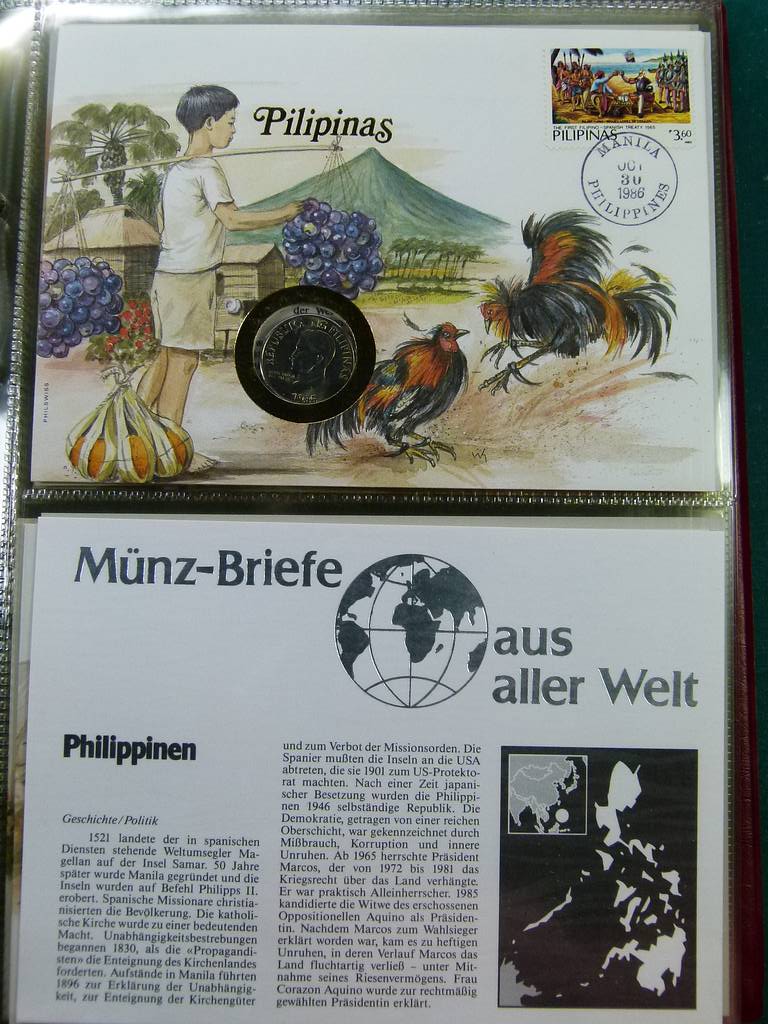 Pilipinas
THE FIRST FILIPINO-SPANISH TREATY 1565
PILIPINAS
3.60
MANILA
OCT
30
1986
PHILIPPINES
der We
REPUBLIKA NG PILIPINAS
PHILSWISS
Münz-Briefe
aus
aller Welt
Philippinen
Geschichte/Politik
1521 landete der in spanischen
Diensten stehende Weltumsegler Ma-
gellan auf der Insel Samar. 50 Jahre
später wurde Manila gegründet und die
Inseln wurden auf Befehl Philipps II.
erobert. Spanische Missionare christia-
nisierten die Bevölkerung. Die katholi-
sche Kirche wurde zu einer bedeutenden
Macht. Unabhängigkeitsbestrebungen
begannen 1830, als die «Propagandi-
sten» die Enteignung des Kirchenlandes
forderten. Aufstände in Manila führten
1896 zur Erklärung der Unabhängig-
keit, zur Enteignung der Kirchengüter
und zum Verbot der Missionsorden. Die
Spanier mußten die Inseln an die USA
abtreten, die sie 1901 zum US-Protekto-
rat machten. Nach einer Zeit japani-
scher Besetzung wurden die Philippi-
nen 1946 selbständige Republik. Die
Demokratie, getragen von einer reichen
Oberschicht, war gekennzeichnet durch
Mißbrauch, Korruption und innere
Unruhen. Ab 1965 herrschte Präsident
Marcos, der von 1972 bis 1981 das
Kriegsrecht über das Land verhängte.
Er war praktisch Alleinherrscher. 1985
kandidierte die Witwe des erschossenen
Oppositionellen Aquino als Präsiden-
tin. Nachdem Marcos zum Wahlsieger
erklärt worden war, kam es zu heftigen
Unruhen, in deren Verlauf Marcos das
Land fluchtartig verließ – unter Mit-
nahme seines Riesenvermögens. Frau
Corazon Aquino wurde zur rechtmäßig
gewählten Präsidentin erklärt.